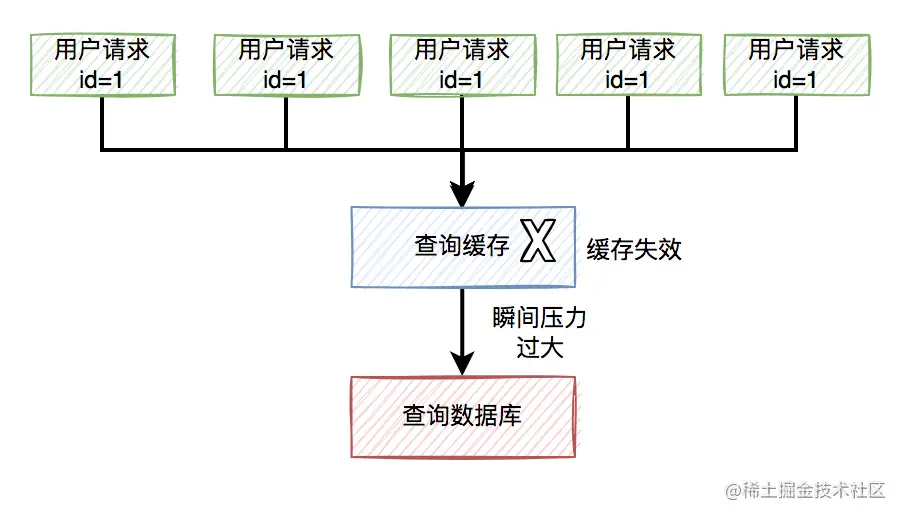 用户请求
id=1
用户请求
id=1
用户请求
id=1
用户请求
id=1
用户请求
id=1
查询缓存 X
缓存失效
瞬间压力
过大
查询数据库
@稀土掘金技术社区